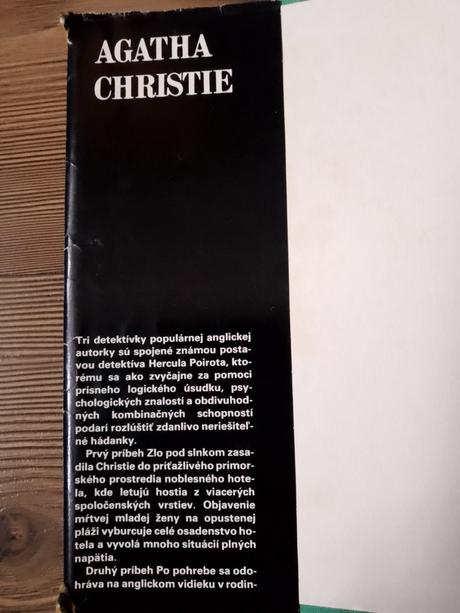 AGATHA
CHRISTIE
Tri detektívky populárnej anglickej
autorky sú spojené známou posta-
vou detektíva Hercula Poirota, kto-
rému sa ako zvyčajne za pomoci
prísneho logického úsudku, psy-
chologických znalostí a obdivuhod-
ných kombinačných schopností
podarí rozlúštiť zdanlivo neriešiteľ-
né hádanky.
Prvý príbeh Zlo pod slnkom zasa-
dila Christie do príťažlivého primor-
ského prostredia noblesného hote-
la, kde letujú hostia z viacerých
spoločenských vrstiev. Objavenie
mŕtvej mladej ženy na opustenej
pláži vyburcuje celé osadenstvo ho-
tela a vyvolá mnoho situácií plných
napätia.
Druhý príbeh Po pohrebe sa odo-
hráva na anglickom vidieku v rodin-